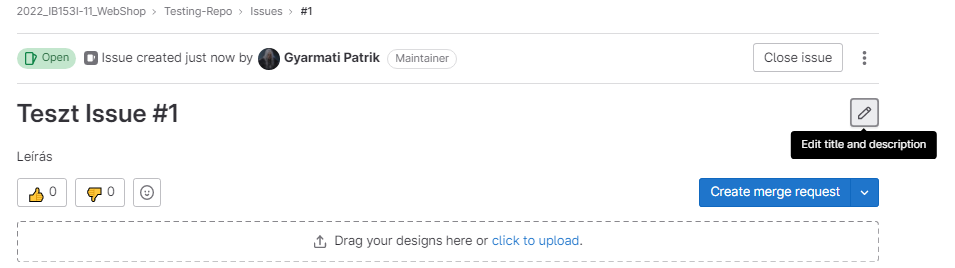 2022_IB153I-11_WebShop > Testing-Repo > Issues > #1
Open Issue created just now by Gyarmati Patrik Maintainer Close issue
Teszt Issue #1
Edit title and description
Leírás
0 0 Create merge request
Drag your designs here or click to upload.